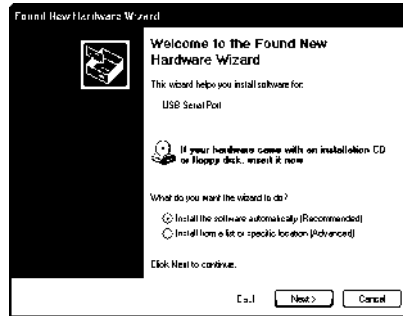 Found New Hardware Wizard
Welcome to the Found New
Hardware Wizard
This wizard helps you install software for:
USB Serial Port
If your hardware came with an installation CD
or floppy disk, insert it now
What do you want the wizard to do?
Install the software automatically (Recommended)
Install from a list or specific location (Advanced)
Click Next to continue.
Next > Cancel